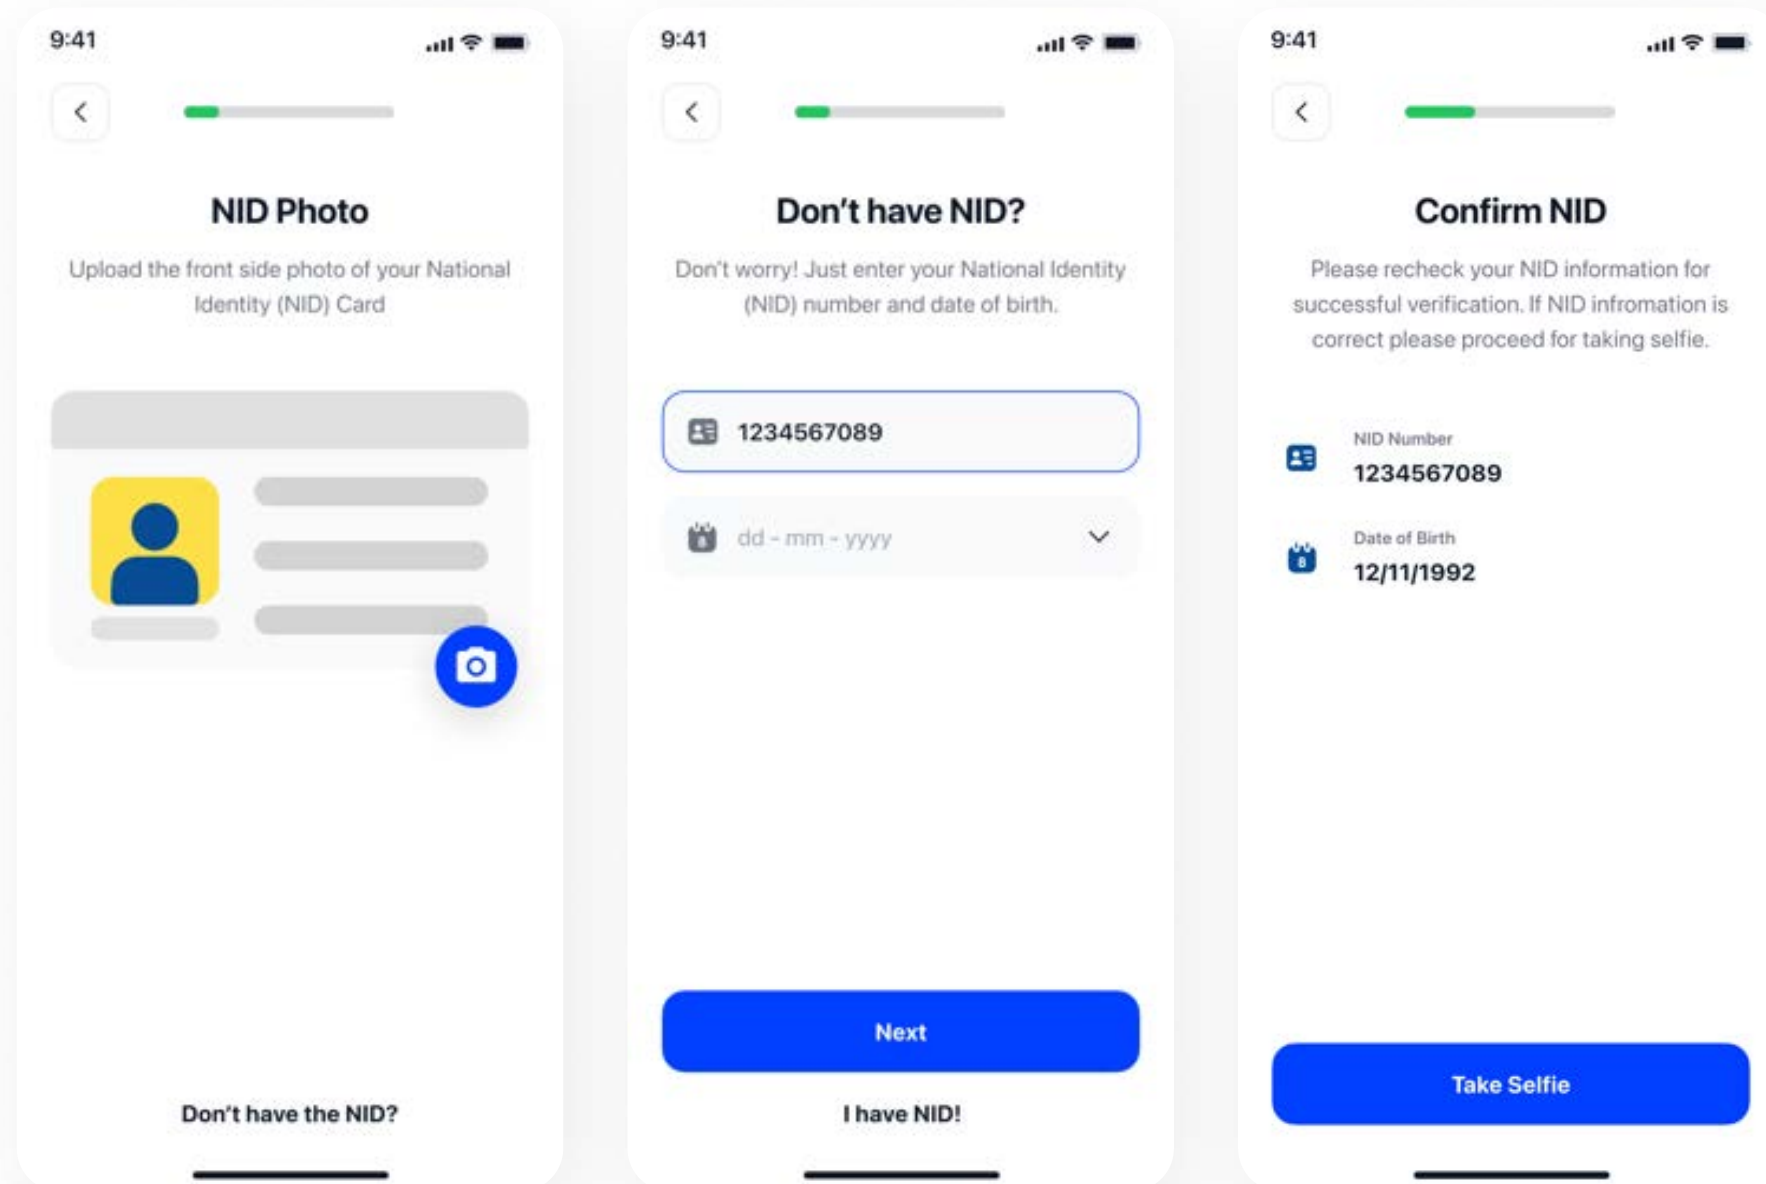 9:41
NID Photo
Upload the front side photo of your National
Identity (NID) Card
Don't have the NID?
9:41
Don't have NID?
Don't worry! Just enter your National Identity
(NID) number and date of birth.
1234567089
8
dd - mm - yyyy
Next
I have NID!
9:41
Confirm NID
Please recheck your NID information for
successful verification. If NID infromation is
correct please proceed for taking selfie.
NID Number
1234567089
8
Date of Birth
12/11/1992
Take Selfie